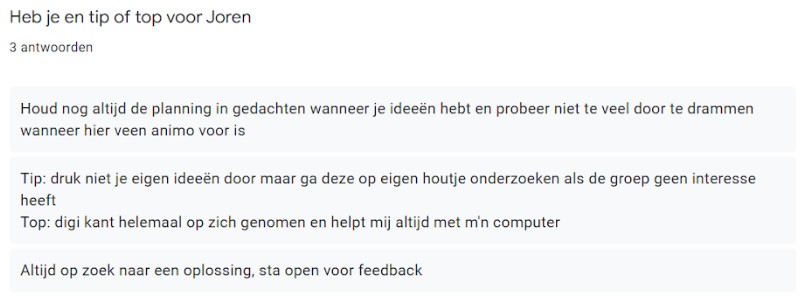 Heb je en tip of top voor Joren
3 antwoorden
Houd nog altijd de planning in gedachten wanneer je ideeën hebt en probeer niet te veel door te drammen
wanneer hier veen animo voor is
Tip: druk niet je eigen ideeën door maar ga deze op eigen houtje onderzoeken als de groep geen interesse
heeft
Top: digi kant helemaal op zich genomen en helpt mij altijd met m'n computer
Altijd op zoek naar een oplossing, sta open voor feedback